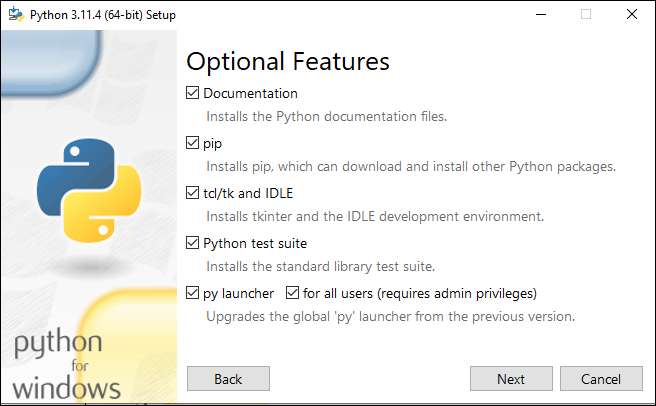 Python 3.11.4 (64-bit) Setup
Optional Features
Documentation
Installs the Python documentation files.
pip
Installs pip, which can download and install other Python packages.
tcl/tk and IDLE
Installs tkinter and the IDLE development environment.
Python test suite
Installs the standard library test suite.
py launcher for all users (requires admin privileges)
Upgrades the global 'py' launcher from the previous version.
python
for
windows
Back Next Cancel